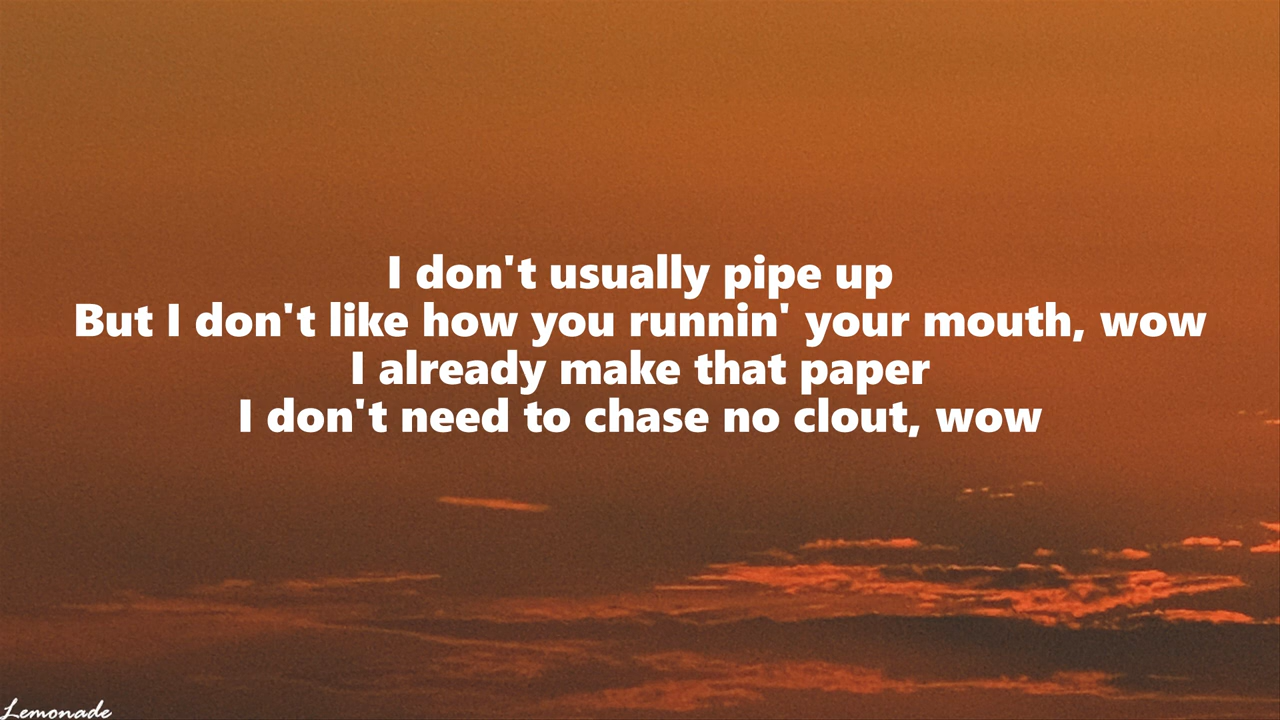 I don't usually pipe up
But I don't like how you runnin' your mouth, wow
I already make that paper
I don't need to chase no clout, wow
Lemonade